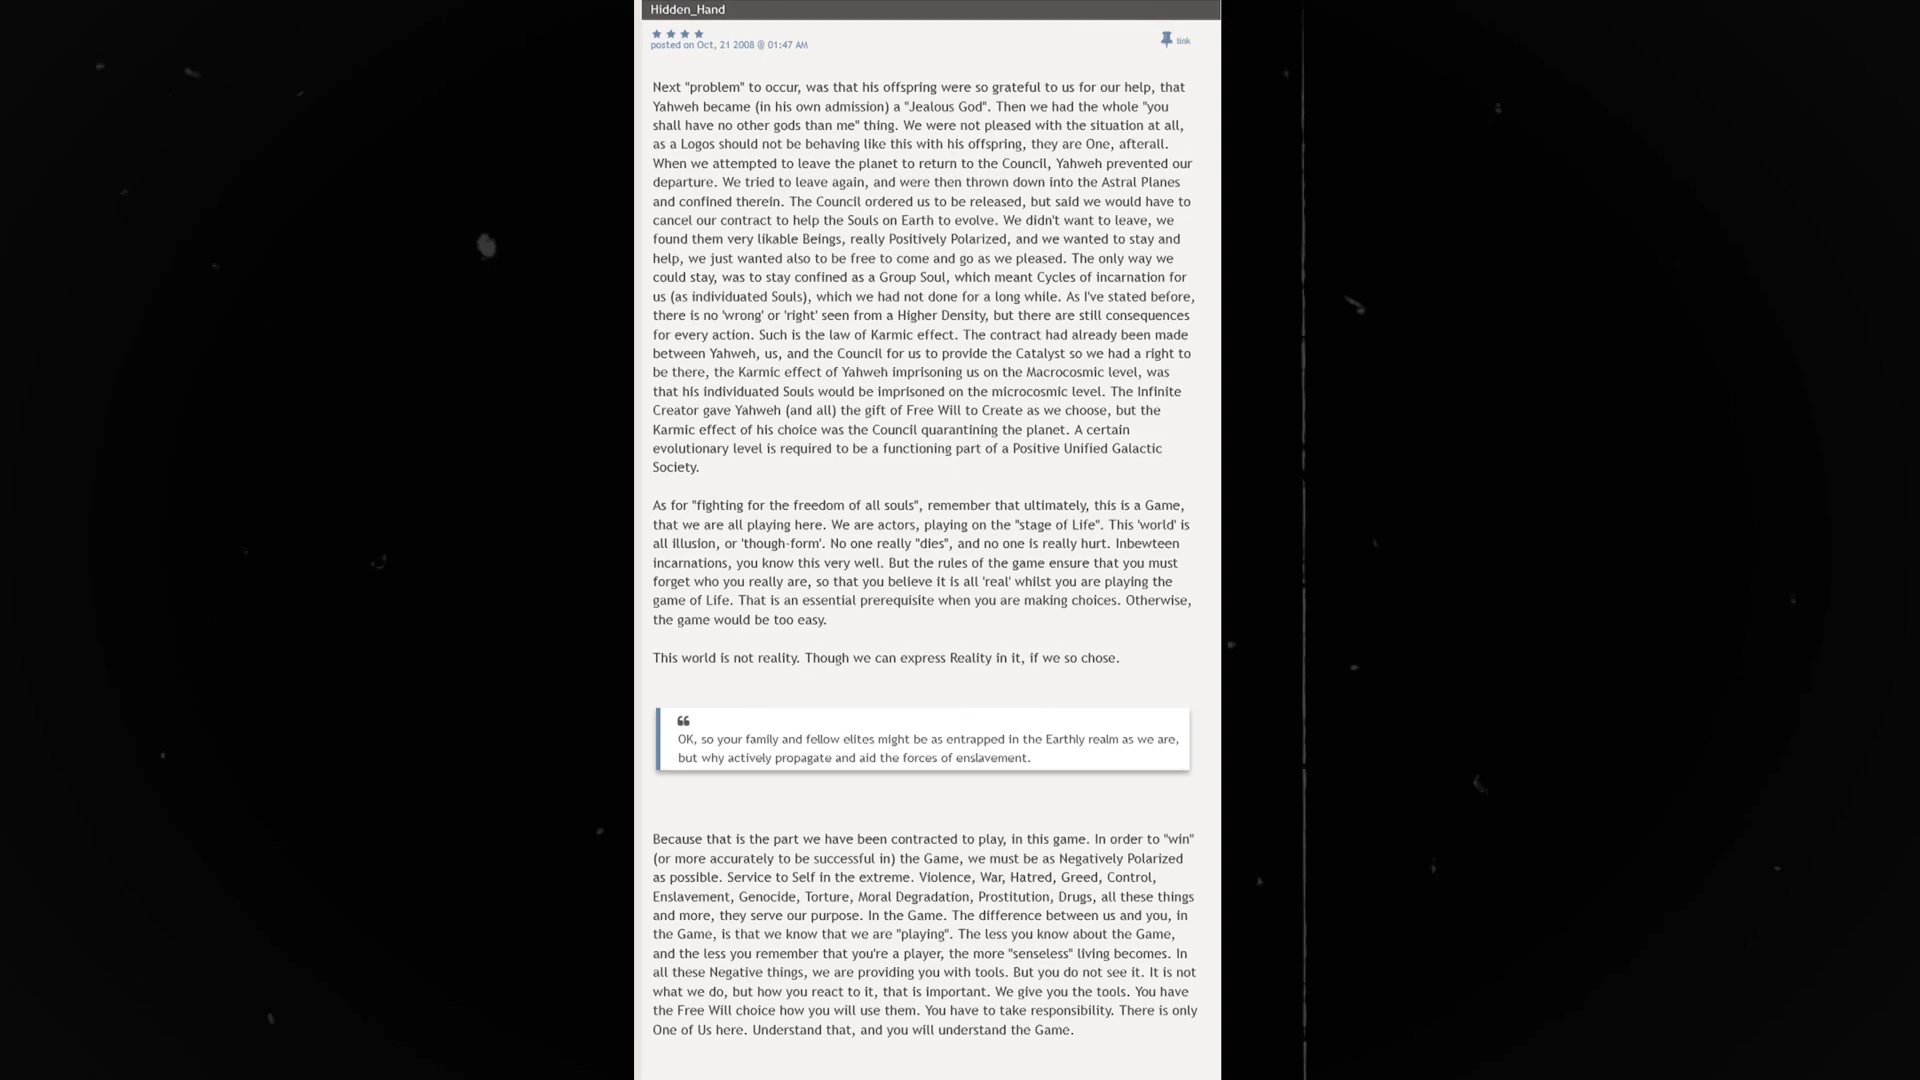 Hidden_Hand
posted on Oct, 21 2008 @ 01:47 AM
link
Next "problem" to occur, was that his offspring were so grateful to us for our help, that
Yahweh became (in his own admission) a "Jealous God". Then we had the whole "you
shall have no other gods than me" thing. We were not pleased with the situation at all,
as a Logos should not be behaving like this with his offspring, they are One, afterall.
When we attempted to leave the planet to return to the Council, Yahweh prevented our
departure. We tried to leave again, and were then thrown down into the Astral Planes
and confined therein. The Council ordered us to be released, but said we would have to
cancel our contract to help the Souls on Earth to evolve. We didn't want to leave, we
found them very likable Beings, really Positively Polarized, and we wanted to stay and
help, we just wanted also to be free to come and go as we pleased. The only way we
could stay, was to stay confined as a Group Soul, which meant Cycles of incarnation for
us (as individuated Souls), which we had not done for a long while. As I've stated before,
there is no 'wrong' or 'right' seen from a Higher Density, but there are still consequences
for every action. Such is the law of Karmic effect. The contract had already been made
between Yahweh, us, and the Council for us to provide the Catalyst so we had a right to
be there, the Karmic effect of Yahweh imprisoning us on the Macrocosmic level, was
that his individuated Souls would be imprisoned on the microcosmic level. The Infinite
Creator gave Yahweh (and all) the gift of Free Will to Create as we choose, but the
Karmic effect of his choice was the Council quarantining the planet. A certain
evolutionary level is required to be a functioning part of a Positive Unified Galactic
Society.
As for "fighting for the freedom of all souls", remember that ultimately, this is a Game,
that we are all playing here. We are actors, playing on the "stage of Life". This 'world' is
all illusion, or 'though-form'. No one really "dies", and no one is really hurt. Inbewteen
incarnations, you know this very well. But the rules of the game ensure that you must
forget who you really are, so that you believe it is all 'real' whilst you are playing the
game of Life. That is an essential prerequisite when you are making choices. Otherwise,
the game would be too easy.
This world is not reality. Though we can express Reality in it, if we so chose.
OK, so your family and fellow elites might be as entrapped in the Earthly realm as we are,
but why actively propagate and aid the forces of enslavement.
Because that is the part we have been contracted to play, in this game. In order to "win"
(or more accurately to be successful in) the Game, we must be as Negatively Polarized
as possible. Service to Self in the extreme. Violence, War, Hatred, Greed, Control,
Enslavement, Genocide, Torture, Moral Degradation, Prostitution, Drugs, all these things
and more, they serve our purpose. In the Game. The difference between us and you, in
the Game, is that we know that we are "playing". The less you know about the Game,
and the less you remember that you're a player, the more "senseless" living becomes. In
all these Negative things, we are providing you with tools. But you do not see it. It is not
what we do, but how you react to it, that is important. We give you the tools. You have
the Free Will choice how you will use them. You have to take responsibility. There is only
One of Us here. Understand that, and you will understand the Game.